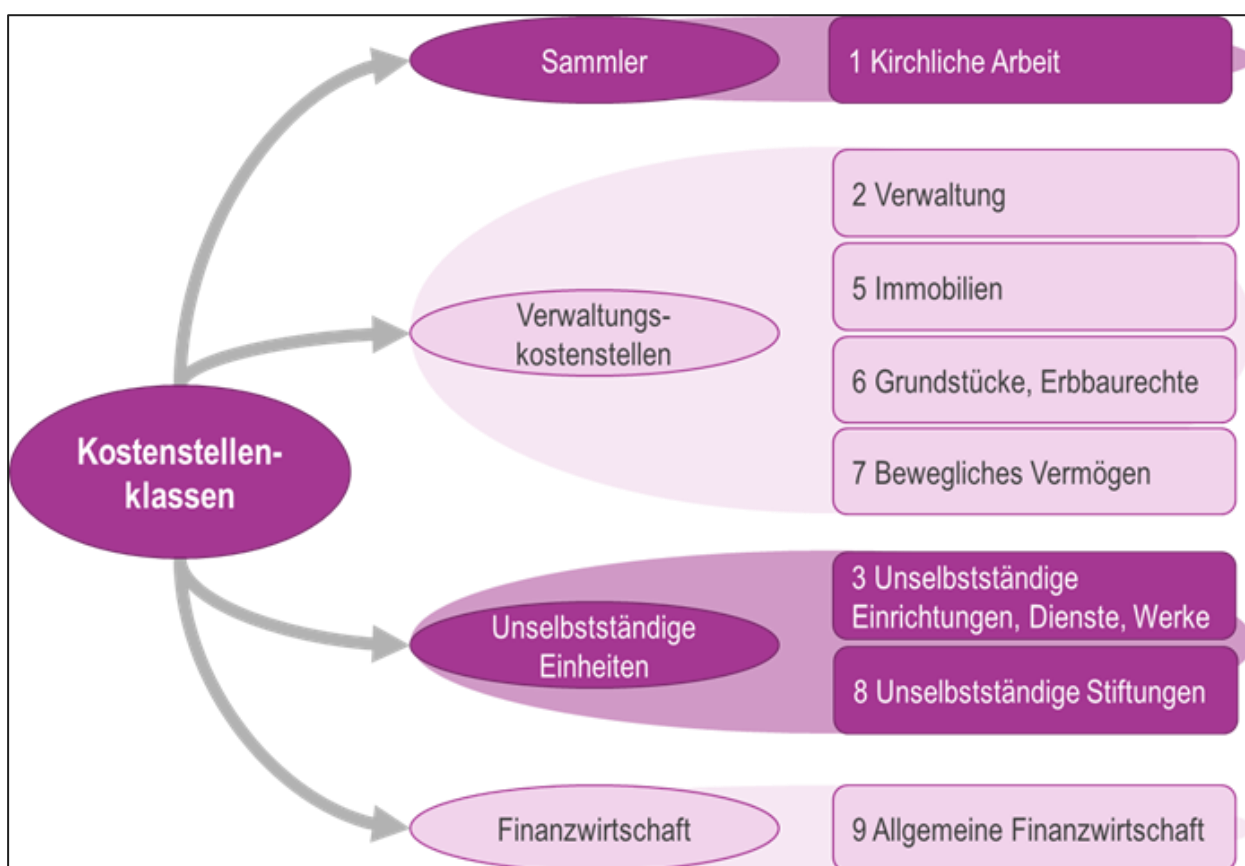 Kostenstellen-
klassen
Sammler
1 Kirchliche Arbeit
Verwaltungs-
kostenstellen
2 Verwaltung
5 Immobilien
6 Grundstücke, Erbbaurechte
7 Bewegliches Vermögen
Unselbstständige
Einheiten
3 Unselbstständige
Einrichtungen, Dienste, Werke
8 Unselbstständige Stiftungen
Finanzwirtschaft
9 Allgemeine Finanzwirtschaft